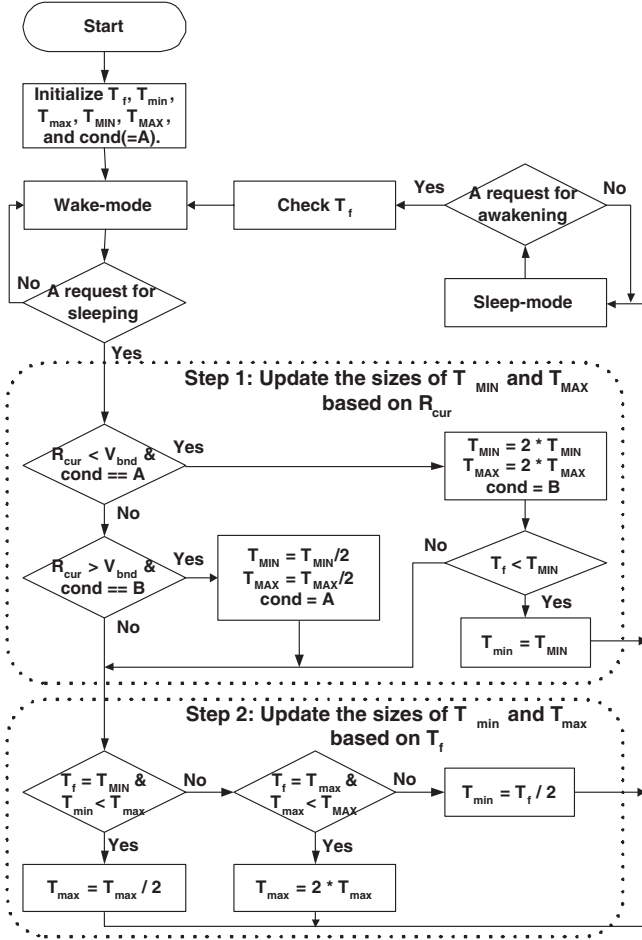 Start
Initialize T_f, T_min,
T_max, T_MIN, T_MAX,
and cond(=A).
Wake-mode
Check T_f
Yes
A request for
awakening
No
No
A request for
sleeping
Sleep-mode
Yes
Step 1: Update the sizes of T_MIN and T_MAX
based on R_cur
R_cur < V_bnd &
cond == A
Yes
T_MIN = 2 * T_MIN
T_MAX = 2 * T_MAX
cond = B
No
R_cur > V_bnd &
cond == B
Yes
T_MIN = T_MIN/2
T_MAX = T_MAX/2
cond = A
No
T_f < T_MIN
Yes
No
T_min = T_MIN
Step 2: Update the sizes of T_min and T_max
based on T_f
T_f = T_MIN &
T_min < T_max
No
T_f = T_max &
T_max < T_MAX
No
T_min = T_f / 2
Yes
Yes
T_max = T_max / 2
T_max = 2 * T_max